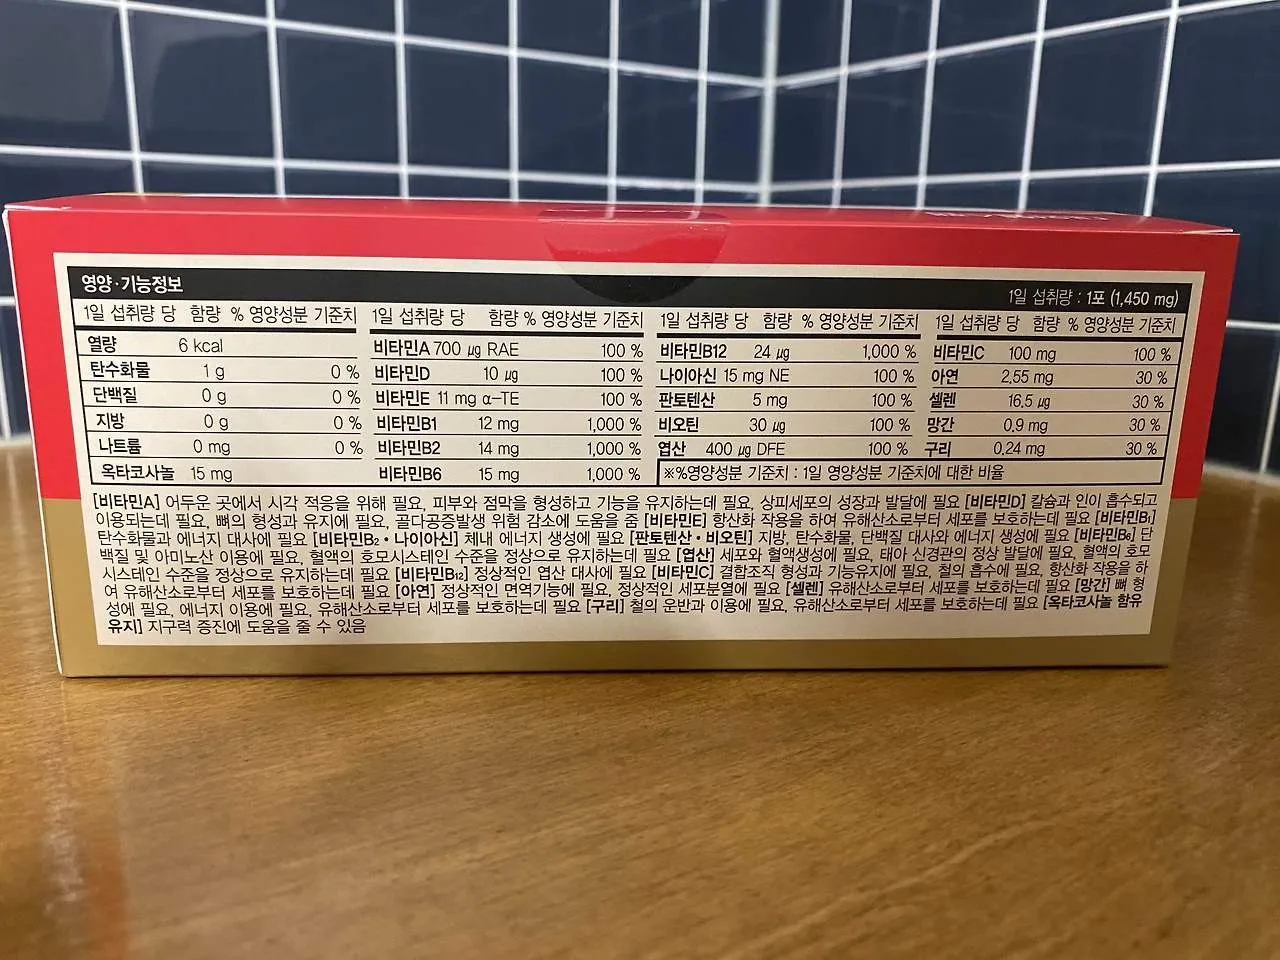 영양·기능정보
1일 섭취량 : 1포 (1,450 mg)
1일 섭취량 당 함량 % 영양성분 기준치
열량 6 kcal
탄수화물 1 g 0 %
단백질 0 g 0 %
지방 0 g 0 %
나트륨 0 mg 0 %
옥타코사놀 15 mg
1일 섭취량 당 함량 % 영양성분 기준치
비타민A 700 μg RAE 100 %
비타민D 10 μg 100 %
비타민E 11 mg α-TE 100 %
비타민B1 12 mg 1,000 %
비타민B2 14 mg 1,000 %
비타민B6 15 mg 1,000 %
1일 섭취량 당 함량 % 영양성분 기준치
비타민B12 24 μg 1,000 %
나이아신 15 mg NE 100 %
판토텐산 5 mg 100 %
비오틴 30 μg 100 %
엽산 400 μg DFE 100 %
1일 섭취량 당 함량 % 영양성분 기준치
비타민C 100 mg 100 %
아연 2.55 mg 30 %
셀렌 16.5 μg 30 %
망간 0.9 mg 30 %
구리 0.24 mg 30 %
※%영양성분 기준치 : 1일 영양성분 기준치에 대한 비율
[비타민A] 어두운 곳에서 시각 적응을 위해 필요, 피부와 점막을 형성하고 기능을 유지하는데 필요, 상피세포의 성장과 발달에 필요 [비타민D] 칼슘과 인이 흡수되고
이용되는데 필요, 뼈의 형성과 유지에 필요, 골다공증발생 위험 감소에 도움을 줌 [비타민E] 항산화 작용을 하여 유해산소로부터 세포를 보호하는데 필요 [비타민B₁]
탄수화물과 에너지 대사에 필요 [비타민B₂·나이아신] 체내 에너지 생성에 필요 [판토텐산·비오틴] 지방, 탄수화물, 단백질 대사와 에너지 생성에 필요 [비타민B₆] 단
백질 및 아미노산 이용에 필요, 혈액의 호모시스테인 수준을 정상으로 유지하는데 필요 [엽산] 세포와 혈액생성에 필요, 태아 신경관의 정상 발달에 필요, 혈액의 호모
시스테인 수준을 정상으로 유지하는데 필요 [비타민B₁₂] 정상적인 엽산 대사에 필요 [비타민C] 결합조직 형성과 기능유지에 필요, 철의 흡수에 필요, 항산화 작용을 하
여 유해산소로부터 세포를 보호하는데 필요 [아연] 정상적인 면역기능에 필요, 정상적인 세포분열에 필요 [셀렌] 유해산소로부터 세포를 보호하는데 필요 [망간] 뼈 형
성에 필요, 에너지 이용에 필요, 유해산소로부터 세포를 보호하는데 필요 [구리] 철의 운반과 이용에 필요, 유해산소로부터 세포를 보호하는데 필요 [옥타코사놀 함유
유지] 지구력 증진에 도움을 줄 수 있음